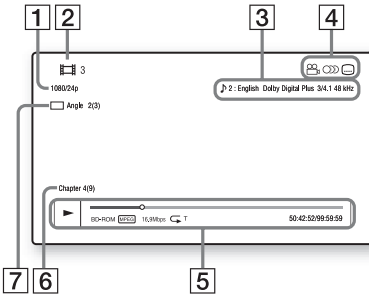 1 2 3 4
3
1080/24p
2 : English Dolby Digital Plus 3/4.1 48 kHz
Angle 2(3)
Chapter 4(9)
BD-ROM MPEG 16,9Mbps T 50:42:52/99:59:59
7 6 5